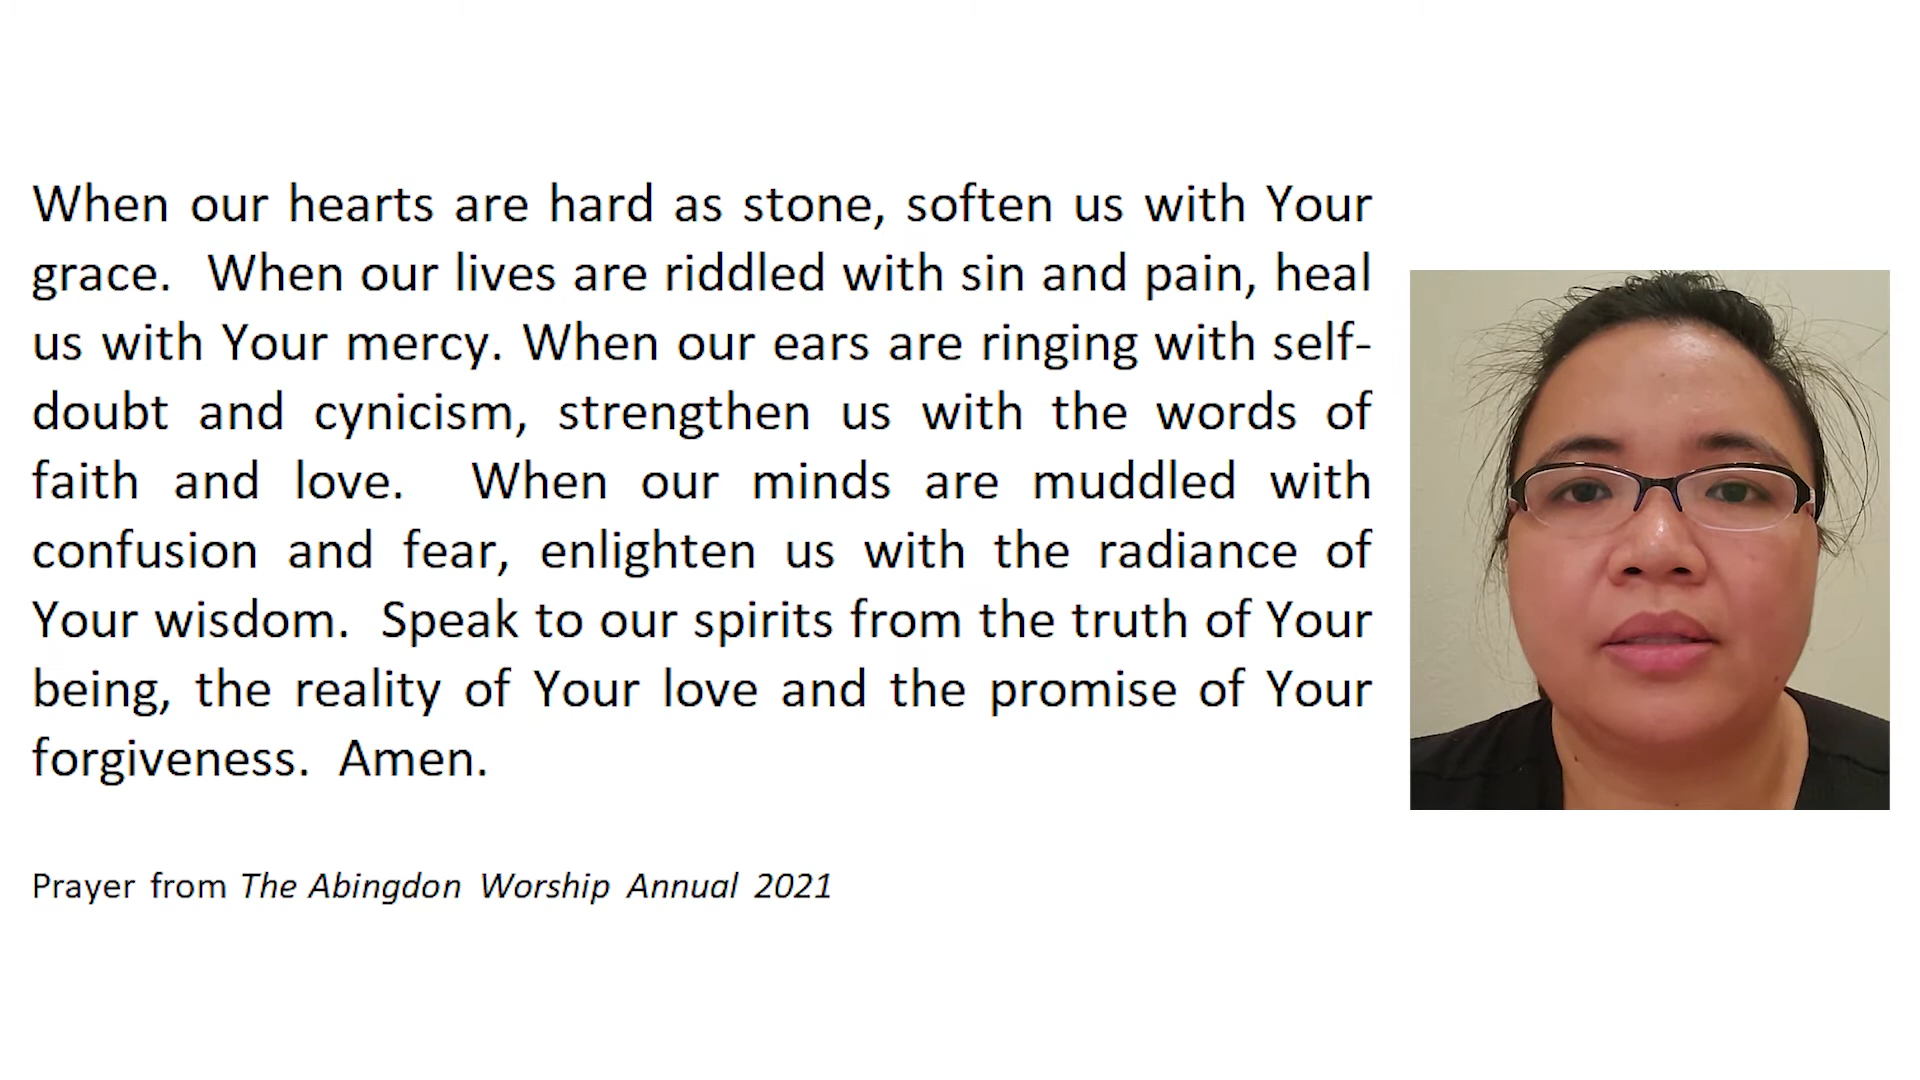 When our hearts are hard as stone, soften us with Your
grace.  When our lives are riddled with sin and pain, heal
us with Your mercy. When our ears are ringing with self-
doubt and cynicism, strengthen us with the words of
faith and love.  When our minds are muddled with
confusion and fear, enlighten us with the radiance of
Your wisdom.  Speak to our spirits from the truth of Your
being, the reality of Your love and the promise of Your
forgiveness.  Amen.
Prayer from The Abingdon Worship Annual 2021